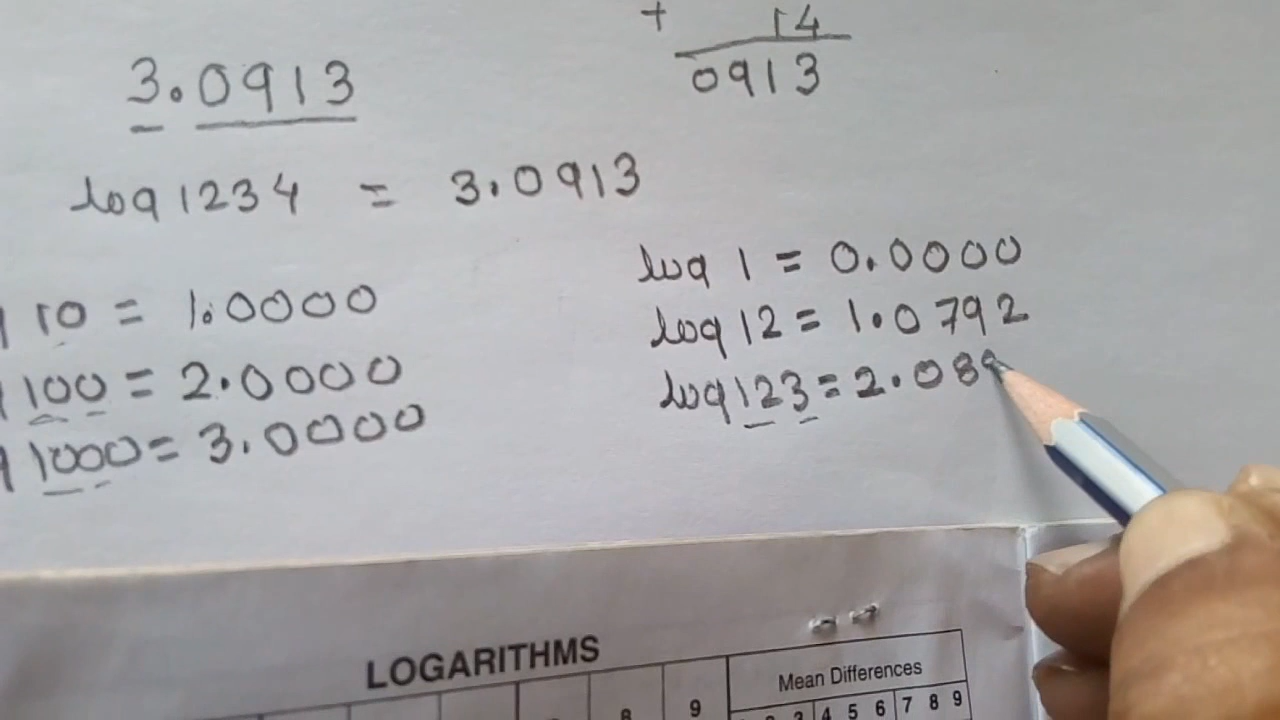 + 14
0913
3.0913
log 1234 = 3.0913
10 = 1.0000
100 = 2.0000
1000 = 3.0000
log 1 = 0.0000
log 12 = 1.0792
log 123 = 2.089
LOGARITHMS
8 9 Mean Differences
3 4 5 6 7 8 9